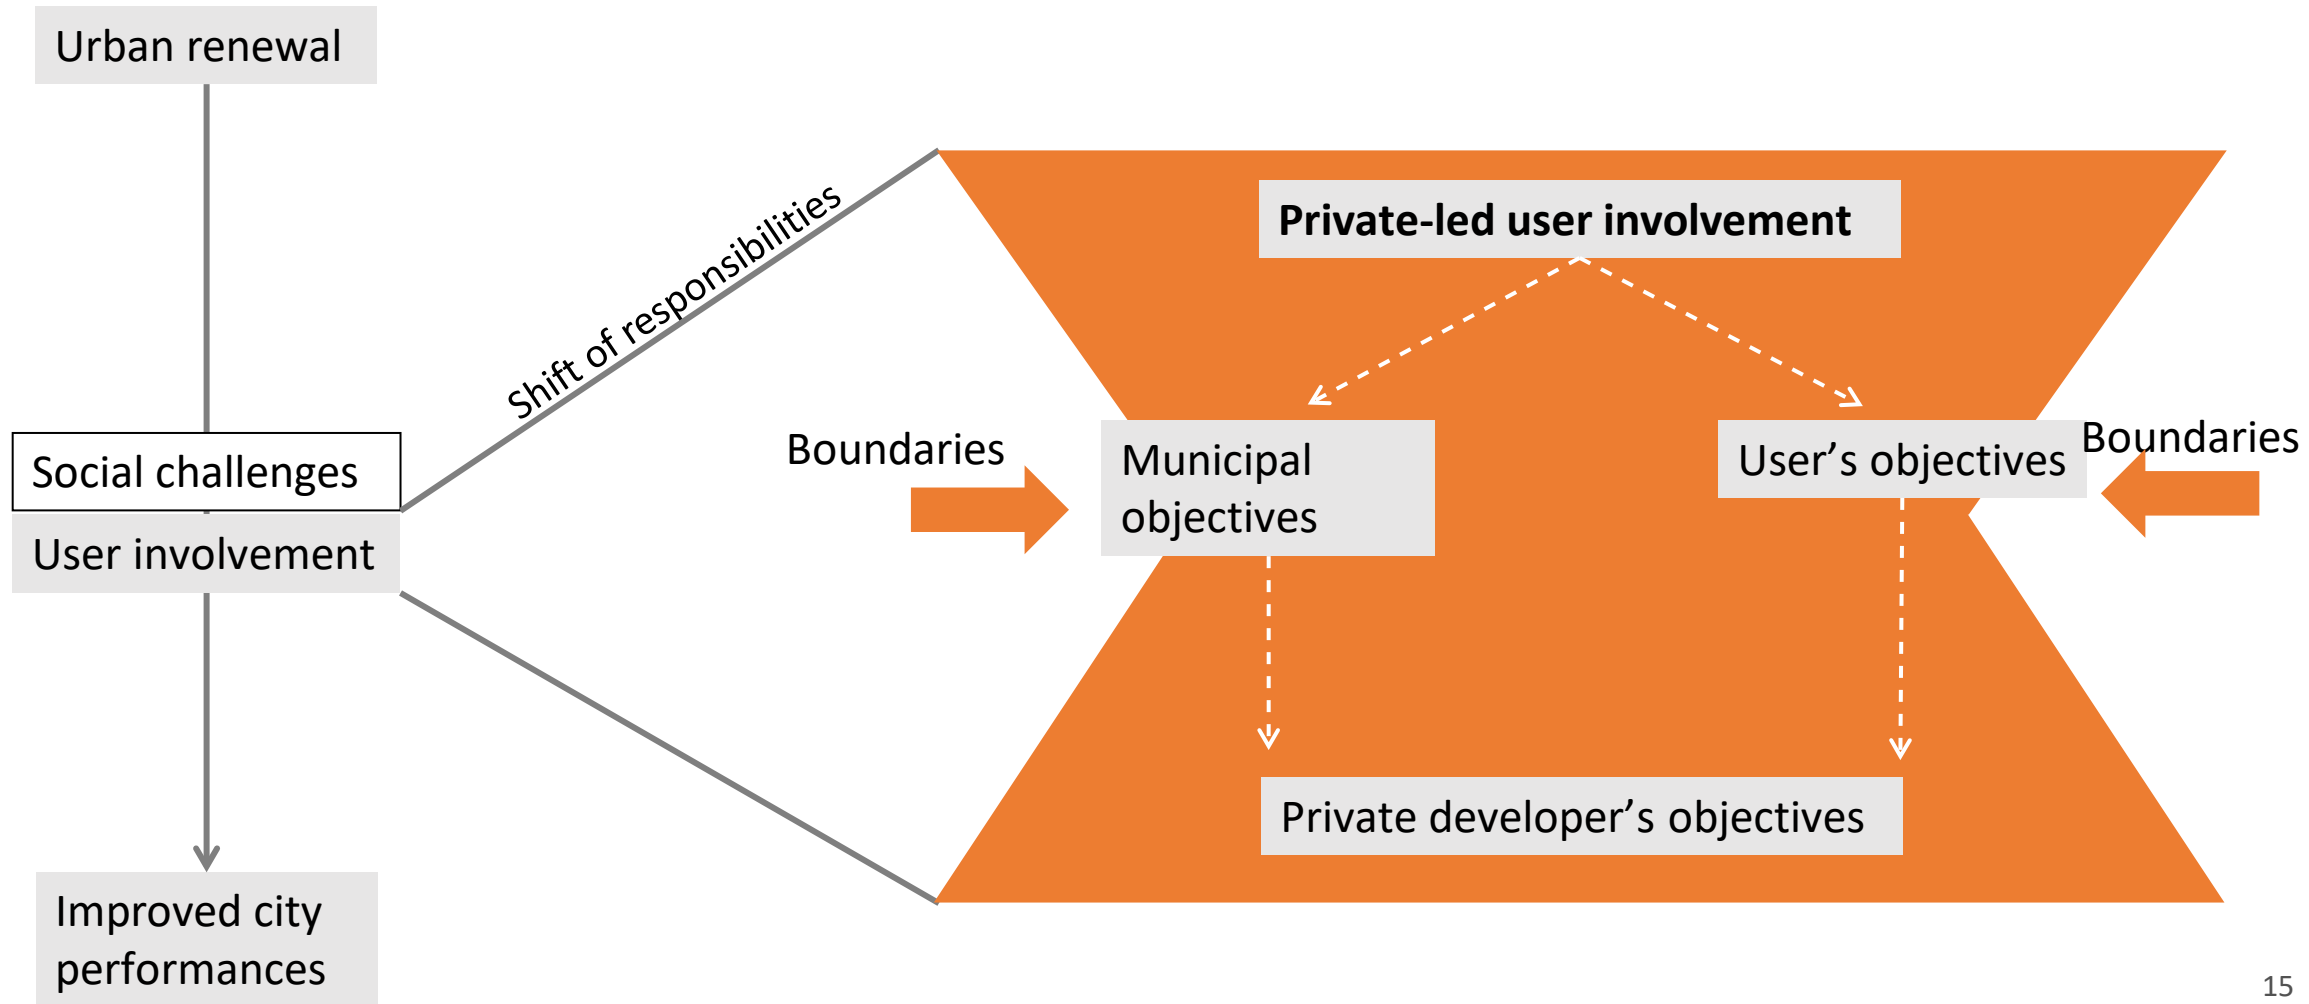 Urban renewal
Social challenges
User involvement
Improved city
performances
Shift of responsibilities
Private-led user involvement
Boundaries
Municipal
objectives
User’s objectives
Boundaries
Private developer’s objectives
15